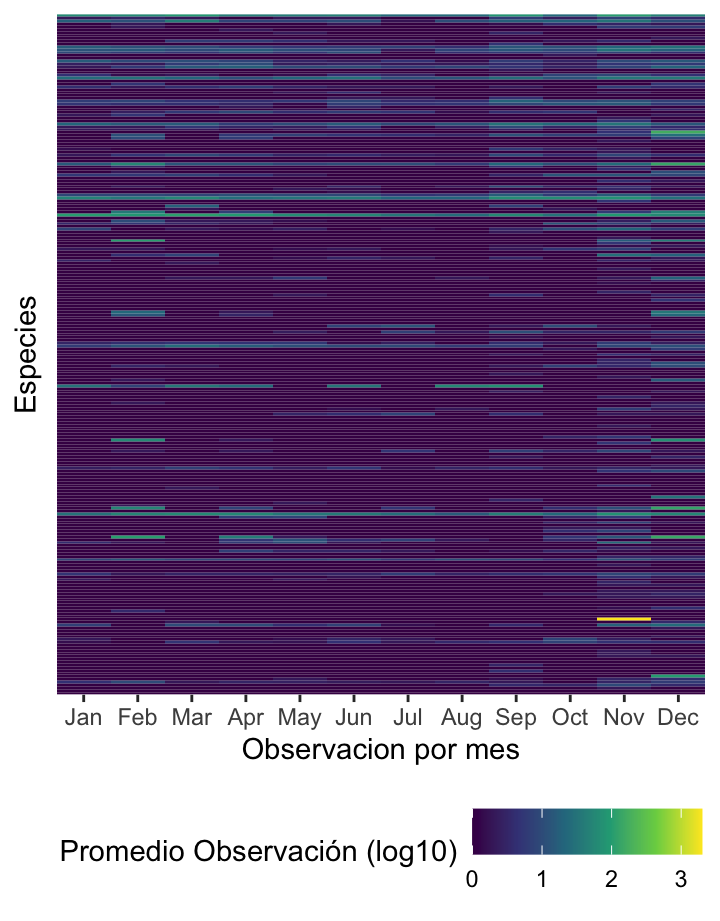 Especies
Jan Feb Mar Apr May Jun Jul Aug Sep Oct Nov Dec
Observacion por mes
Promedio Observación (log10)
0 1 2 3